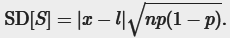 SD[S] = |x − l|√np(1 − p).